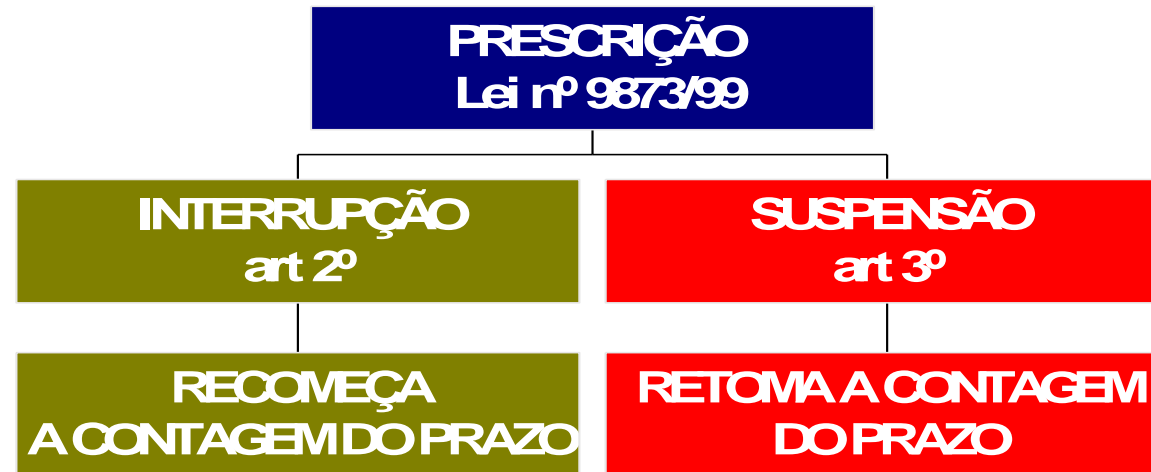 PRESCRIÇÃO
Lei nº 9873/99
INTERRUPÇÃO
art 2º
SUSPENSÃO
art 3º
RECOMEÇA
A CONTAGEM DO PRAZO
RETOMA A CONTAGEM
DO PRAZO